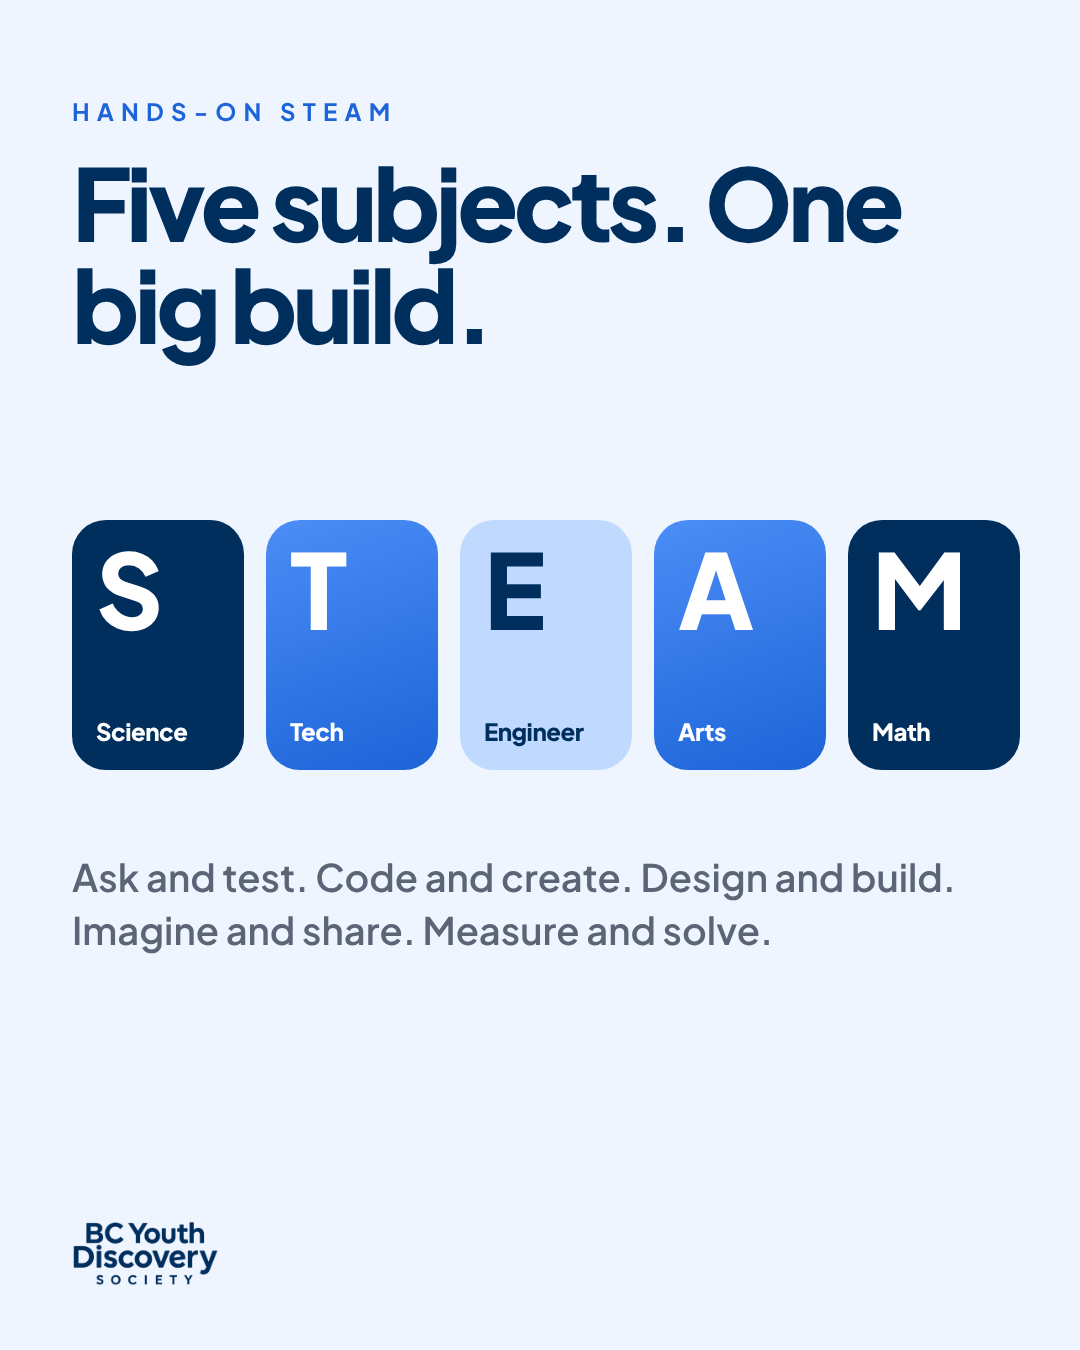 HANDS-ON STEAM
Five subjects. One
big build.
S
T
E
A
M
Science
Tech
Engineer
Arts
Math
Ask and test. Code and create. Design and build.
Imagine and share. Measure and solve.
BC Youth
Discovery
SOCIETY